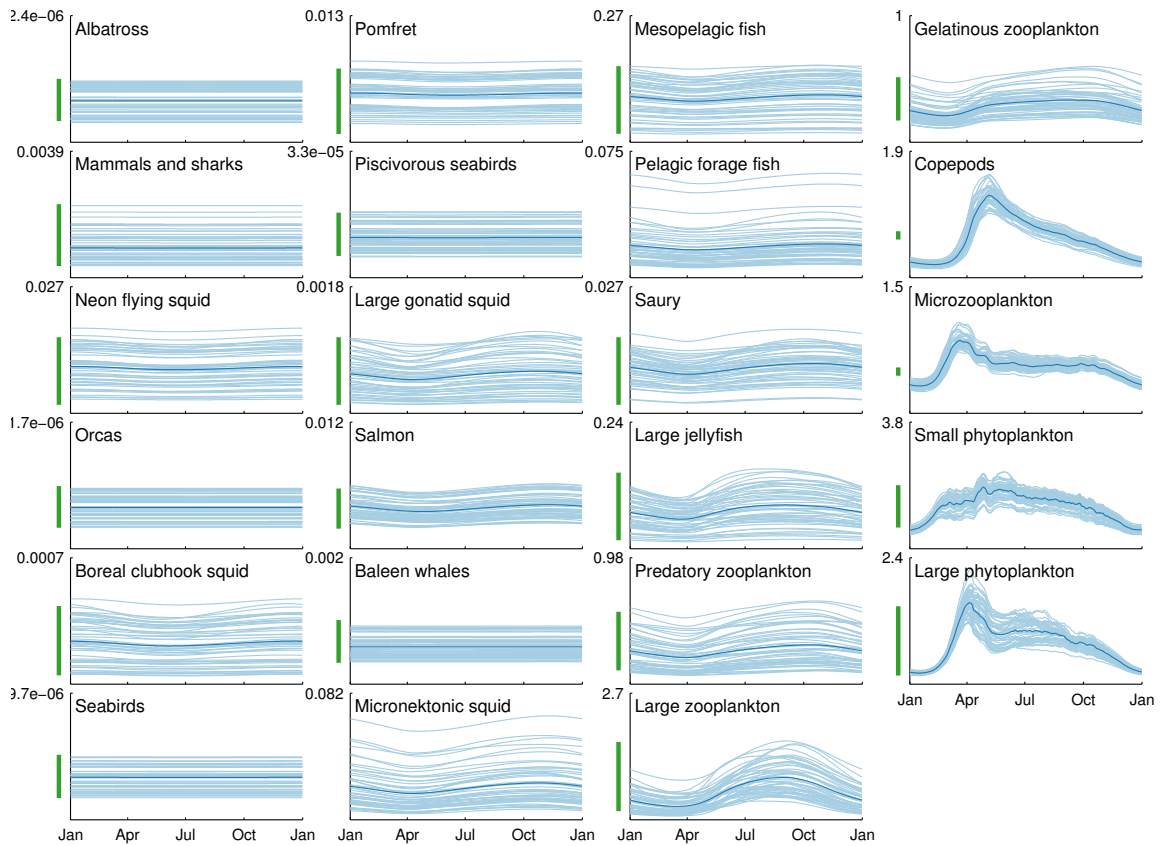 2.4e−06
Albatross
0.013
Pomfret
0.27
Mesopelagic fish
1
Gelatinous zooplankton
0.0039
Mammals and sharks
3.3e−05
Piscivorous seabirds
0.075
Pelagic forage fish
1.9
Copepods
0.027
Neon flying squid
0.0018
Large gonatid squid
0.027
Saury
1.5
Microzooplankton
1.7e−06
Orcas
0.012
Salmon
0.24
Large jellyfish
3.8
Small phytoplankton
0.0007
Boreal clubhook squid
0.002
Baleen whales
0.98
Predatory zooplankton
2.4
Large phytoplankton
Jan Apr Jul Oct Jan
Seabirds
0.082
Micronektonic squid
2.7
Large zooplankton
Jan Apr Jul Oct Jan
Jan Apr Jul Oct Jan
Jan Apr Jul Oct Jan